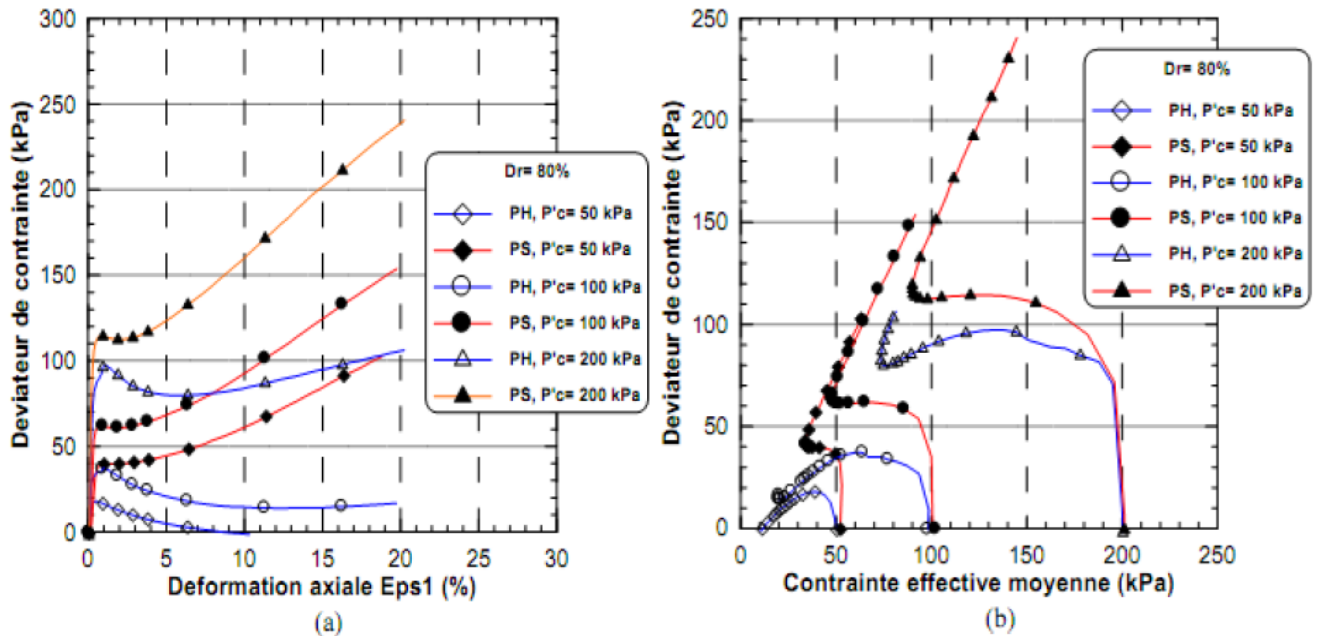 300
250
200
150
100
50
0
Deviateur de contrainte (kPa)
0
5
10
15
20
25
30
Deformation axiale Eps1 (%)
Dr= 80%
PH, P'c= 50 kPa
PS, P'c= 50 kPa
PH, P'c= 100 kPa
PS, P'c= 100 kPa
PH, P'c= 200 kPa
PS, P'c= 200 kPa
(a)
250
200
150
100
50
0
Deviateur de contrainte (kPa)
0
50
100
150
200
250
Contrainte effective moyenne (kPa)
Dr= 80%
PH, P'c= 50 kPa
PS, P'c= 50 kPa
PH, P'c= 100 kPa
PS, P'c= 100 kPa
PH, P'c= 200 kPa
PS, P'c= 200 kPa
(b)